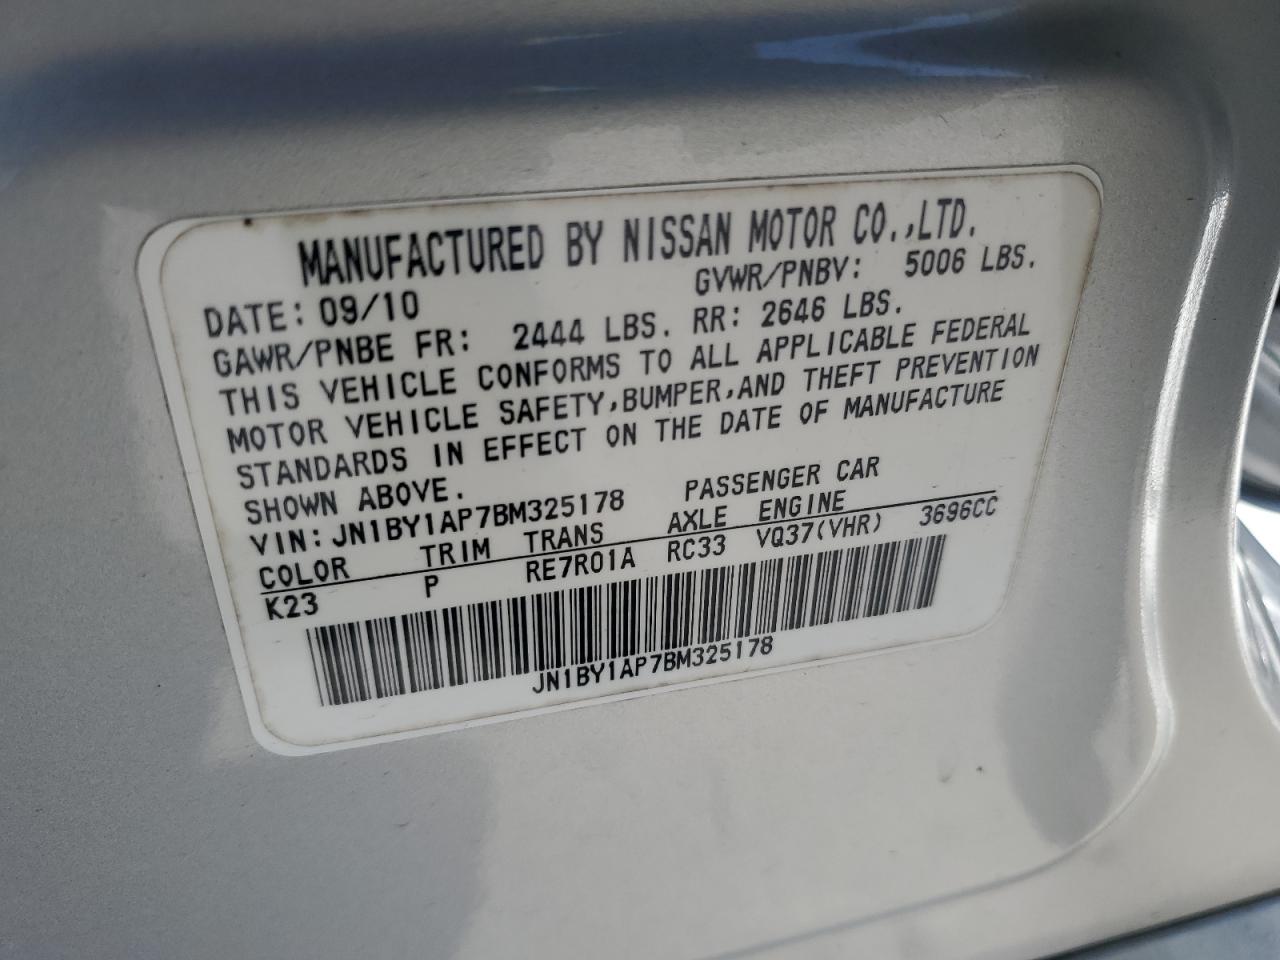 MANUFACTURED BY NISSAN MOTOR CO.,LTD.
DATE: 09/10 GVWR/PNBV: 5006 LBS.
GAWR/PNBE FR: 2444 LBS. RR: 2646 LBS.
THIS VEHICLE CONFORMS TO ALL APPLICABLE FEDERAL
MOTOR VEHICLE SAFETY,BUMPER,AND THEFT PREVENTION
STANDARDS IN EFFECT ON THE DATE OF MANUFACTURE
SHOWN ABOVE.
VIN: JN1BY1AP7BM325178 PASSENGER CAR
COLOR TRIM TRANS AXLE ENGINE
K23 P RE7R01A RC33 VQ37(VHR) 3696CC
JN1BY1AP7BM325178